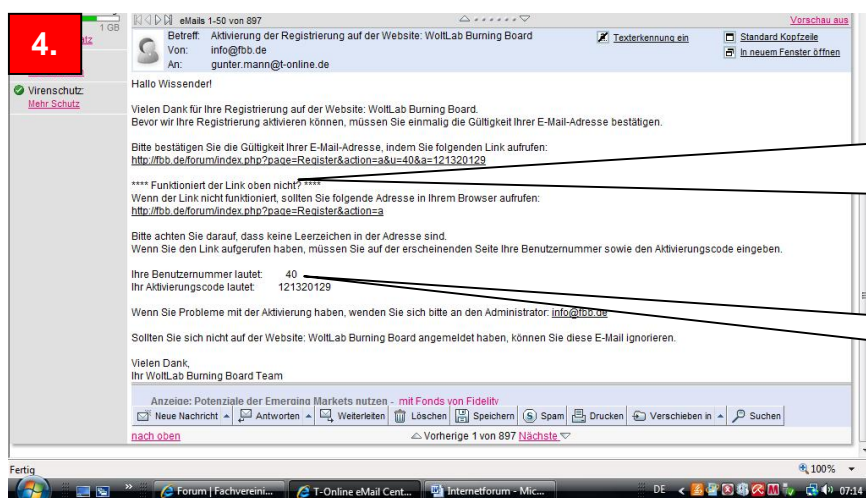 4.
1 GB
tz
Virenschutz:
Mehr Schutz
eMails 1-50 von 897
Vorschau aus
Betreff: Aktivierung der Registrierung auf der Website: WoltLab Burning Board
Texterkennung ein
Standard Kopfzeile
Von: info@fbb.de
In neuem Fenster öffnen
An: gunter.mann@t-online.de
Hallo Wissender!
Vielen Dank für Ihre Registrierung auf der Website: WoltLab Burning Board.
Bevor wir Ihre Registrierung aktivieren können, müssen Sie einmalig die Gültigkeit Ihrer E-Mail-Adresse bestätigen.
Bitte bestätigen Sie die Gültigkeit Ihrer E-Mail-Adresse, indem Sie folgenden Link aufrufen:
http://fbb.de/forum/index.php?page=Register&action=a&u=40&a=121320129
**** Funktioniert der Link oben nicht? ****
Wenn der Link nicht funktioniert, sollten Sie folgende Adresse in Ihrem Browser aufrufen:
http://fbb.de/forum/index.php?page=Register&action=a
Bitte achten Sie darauf, dass keine Leerzeichen in der Adresse sind.
Wenn Sie den Link aufgerufen haben, müssen Sie auf der erscheinenden Seite Ihre Benutzernummer sowie den Aktivierungscode eingeben.
Ihre Benutzernummer lautet: 40
Ihr Aktivierungscode lautet: 121320129
Wenn Sie Probleme mit der Aktivierung haben, wenden Sie sich bitte an den Administrator: info@fbb.de
Sollten Sie sich nicht auf der Website: WoltLab Burning Board angemeldet haben, können Sie diese E-Mail ignorieren.
Vielen Dank,
Ihr WoltLab Burning Board Team
Anzeige: Potenziale der Emerging Markets nutzen - mit Fonds von Fidelity
Neue Nachricht Antworten Weiterleiten Löschen Speichern Spam Drucken Verschieben in Suchen
nach oben
Vorherige 1 von 897 Nächste
Fertig
100%
Forum | Fachvereini...
T-Online eMail Cent...
Internetforum - Mic...
DE
07:14